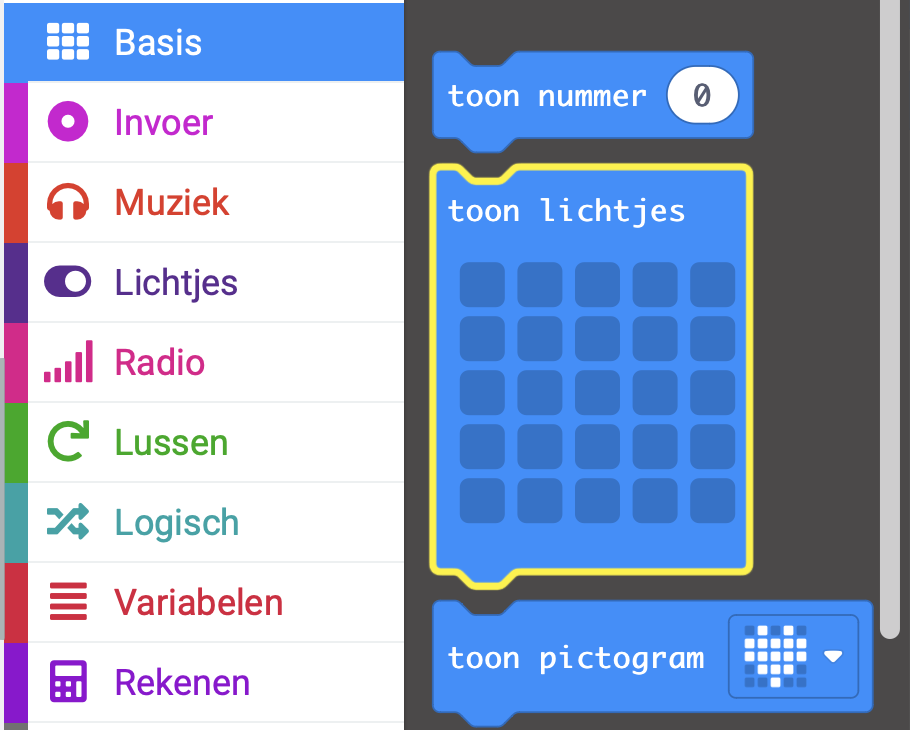 Basis
Invoer
Muziek
Lichtjes
Radio
Lussen
Logisch
Variabelen
Rekenen
toon nummer 0
toon lichtjes
toon pictogram